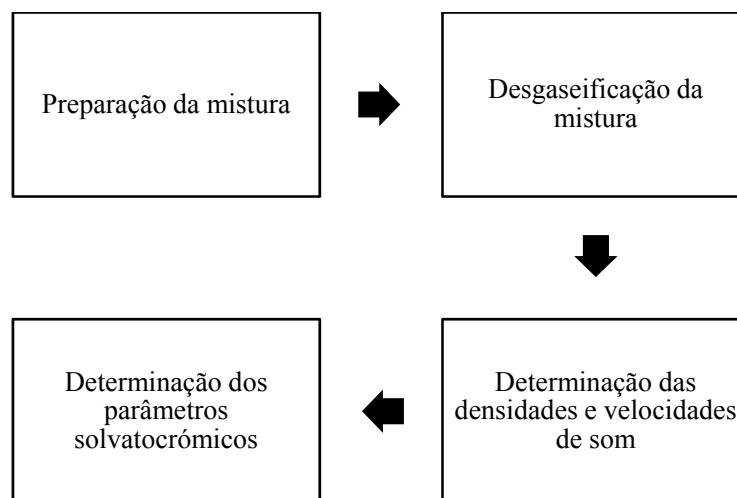 Preparação da mistura
Desgaseificação da
mistura
Determinação das
densidades e velocidades
de som
Determinação dos
parâmetros
solvatocrómicos